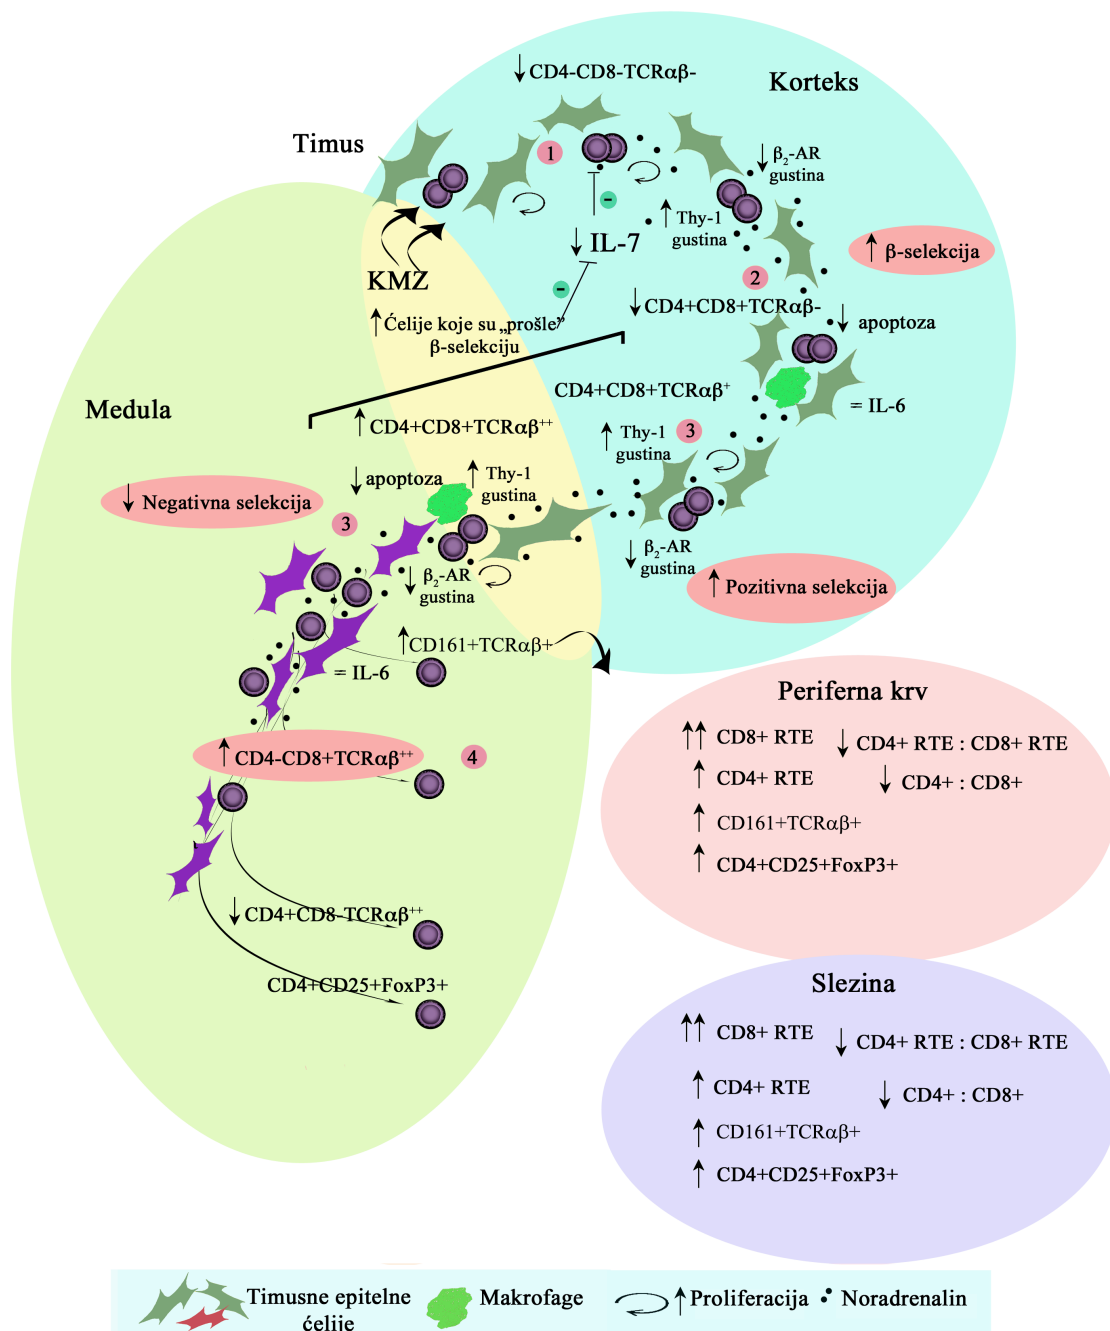 ↓ CD4-CD8-TCRαβ-
Korteks
Timus
1
↓ β₂-AR
gustina
↑ Thy-1
gustina
-
↓ IL-7
↑ β-selekcija
KMZ
2
-
↓ CD4+CD8+TCRαβ-
↑ Ćelije koje su „prošle”
β-selekciju
↓ apoptoza
CD4+CD8+TCRαβ⁺
Medula
= IL-6
↑ CD4+CD8+TCRαβ⁺⁺
↑ Thy-1
gustina
3
↓ apoptoza
↑ Thy-1
gustina
↓ Negativna selekcija
3
↓ β₂-AR
gustina
↓ β₂-AR
gustina
↑ Pozitivna selekcija
↑ CD161+TCRαβ+
= IL-6
↑ CD4-CD8+TCRαβ⁺⁺
4
↓ CD4+CD8-TCRαβ⁺⁺
CD4+CD25+FoxP3+
Periferna krv
↑↑ CD8+ RTE ↓ CD4+ RTE : CD8+ RTE
↑ CD4+ RTE ↓ CD4+ : CD8+
↑ CD161+TCRαβ+
↑ CD4+CD25+FoxP3+
Slezina
↑↑ CD8+ RTE ↓ CD4+ RTE : CD8+ RTE
↑ CD4+ RTE ↓ CD4+ : CD8+
↑ CD161+TCRαβ+
↑ CD4+CD25+FoxP3+
Timusne epitelne
ćelije
Makrofage
↑ Proliferacija
Noradrenalin